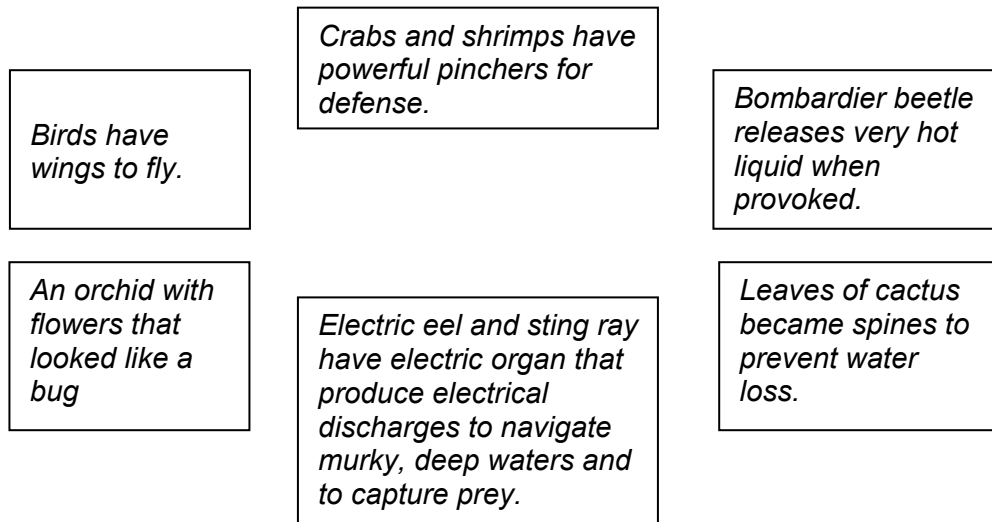 Crabs and shrimps have
powerful pinchers for
defense.
Birds have
wings to fly.
Bombardier beetle
releases very hot
liquid when
provoked.
An orchid with
flowers that
looked like a
bug
Electric eel and sting ray
have electric organ that
produce electrical
discharges to navigate
murky, deep waters and
to capture prey.
Leaves of cactus
became spines to
prevent water
loss.